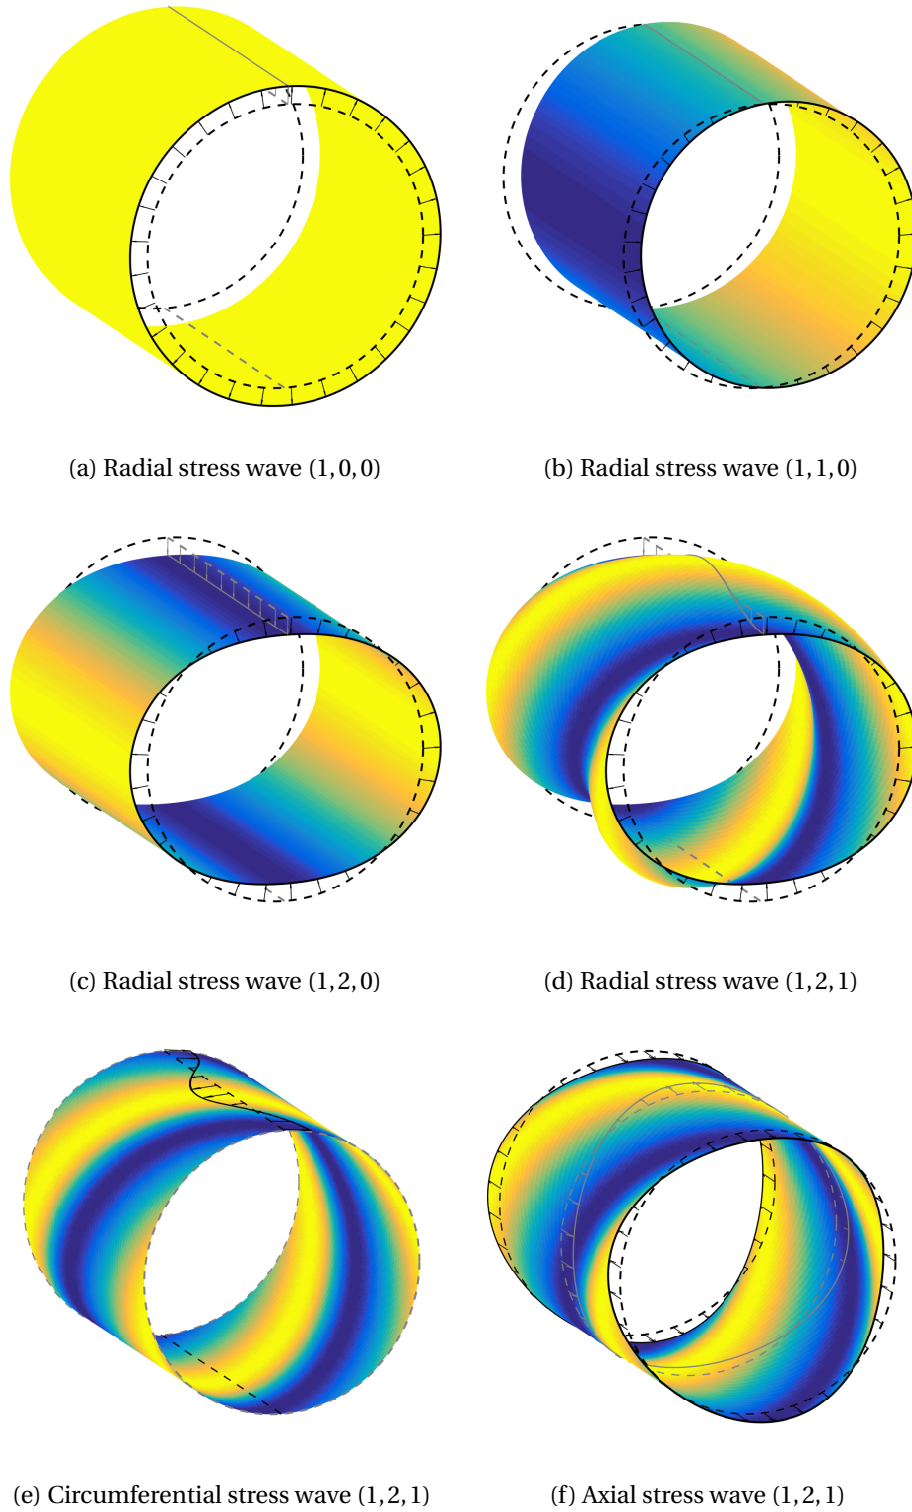 (a) Radial stress wave (1,0,0)
(b) Radial stress wave (1,1,0)
(c) Radial stress wave (1,2,0)
(d) Radial stress wave (1,2,1)
(e) Circumferential stress wave (1,2,1)
(f) Axial stress wave (1,2,1)